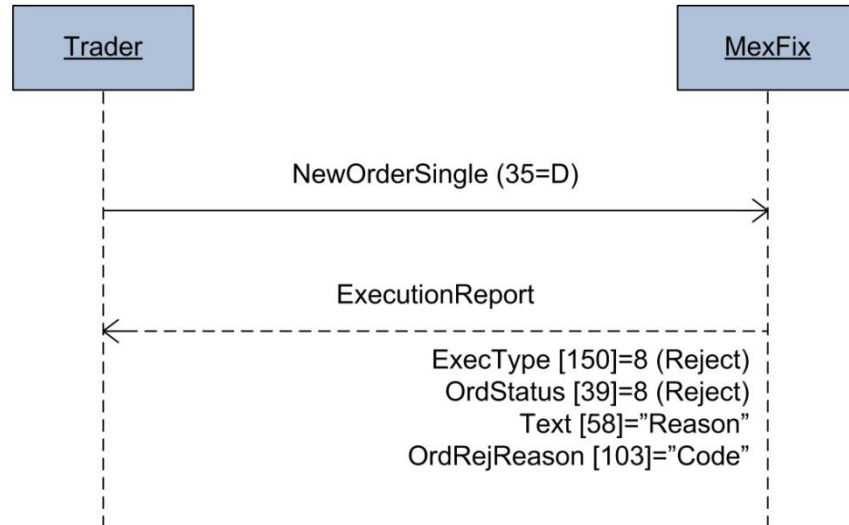 Trader
MexFix
NewOrderSingle (35=D)
ExecutionReport
ExecType [150]=8 (Reject)
OrdStatus [39]=8 (Reject)
Text [58]=”Reason”
OrdRejReason [103]=”Code”